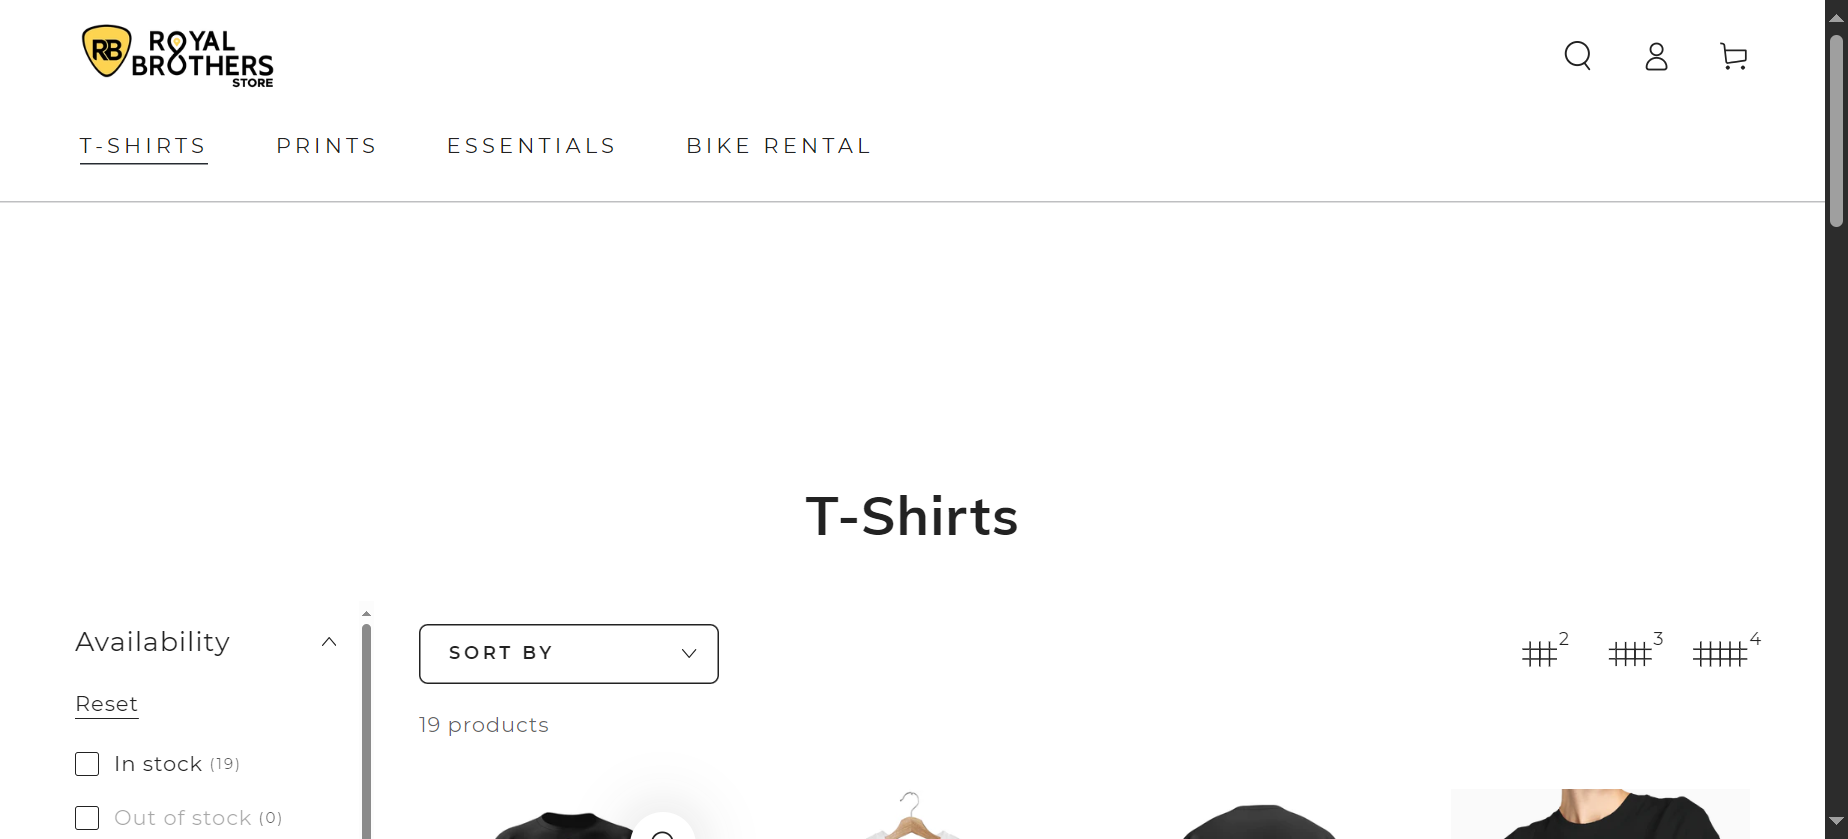 RB ROYAL
BROTHERS
STORE
T-SHIRTS PRINTS ESSENTIALS BIKE RENTAL
T-Shirts
Availability
SORT BY
2 3 4
Reset
19 products
In stock (19)
Out of stock (0)